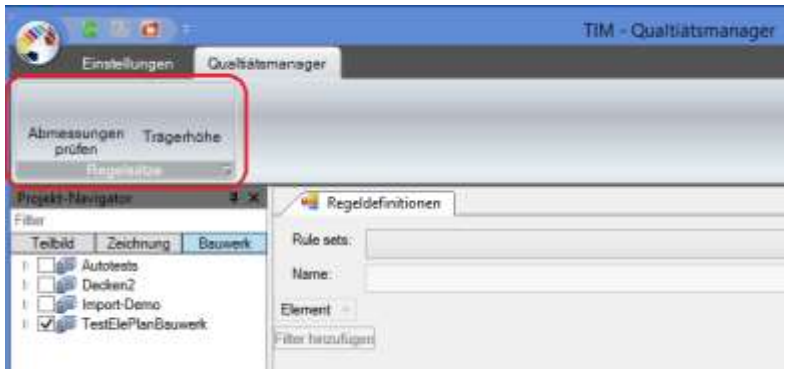 TIM - Qualtiätsmanager
Einstellungen Qualtiätsmanager
Abmessungen prüfen Trägerhöhe
Regelsätze
Projekt-Navigator Regeldefinitionen
Filter
Teilbild Zeichnung Bauwerk
Rule sets:
Autotests
Decken2
Name:
Import-Demo
Element
TestElePlanBauwerk
Filter hinzufügen